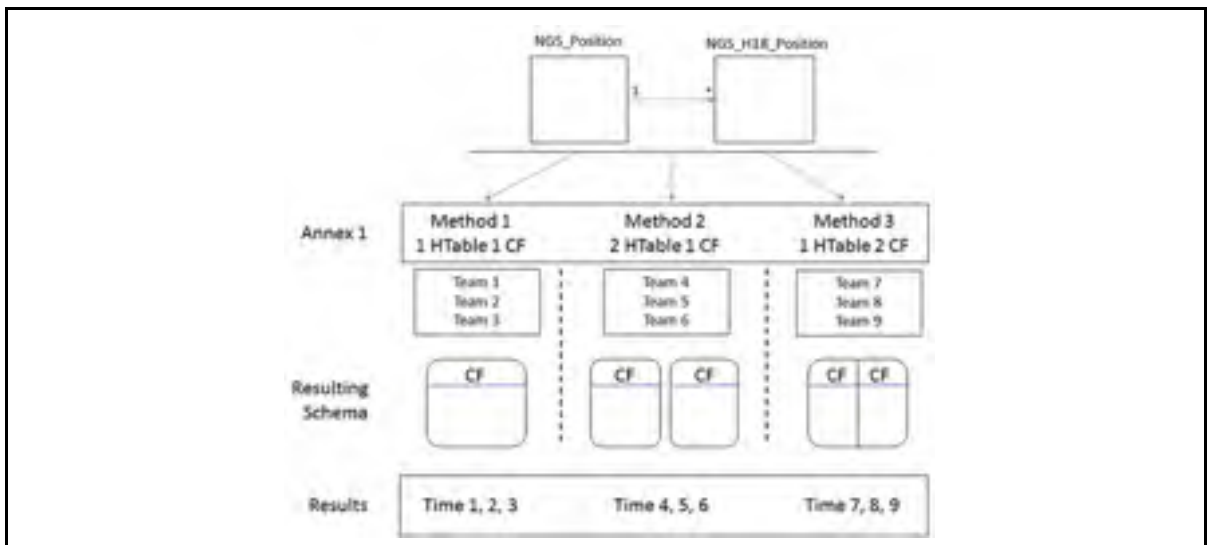 NGS_Position NGS_H18_Position
1 *
Annex 1
Method 1 Method 2 Method 3
1 HTable 1 CF 2 HTable 1 CF 1 HTable 2 CF
Team 1 Team 4 Team 7
Team 2 Team 5 Team 8
Team 3 Team 6 Team 9
CF CF CF CF CF
Resulting
Schema
Results Time 1, 2, 3 Time 4, 5, 6 Time 7, 8, 9